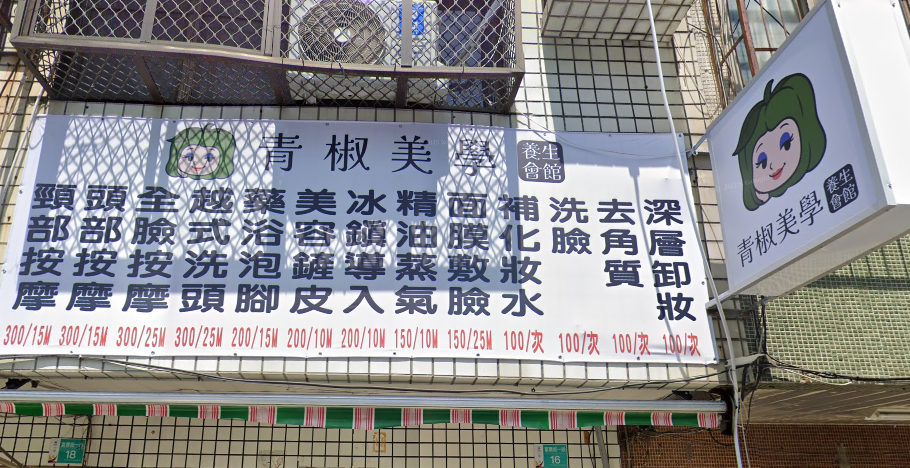 青椒美學 養生會館
深層卸妝
去角質
洗臉
補化妝水
面膜敷臉
精油蒸氣
冰鑽導入
美容鏟皮
藥浴泡腳
越式洗頭
全臉按摩
頭部按摩
頸部按摩
300/15M 300/15M 300/25M 300/25M 200/15M 200/10M 200/10M 150/10M 150/25M 100/次 100/次 100/次 100/次
青椒美學 養生會館
18
16